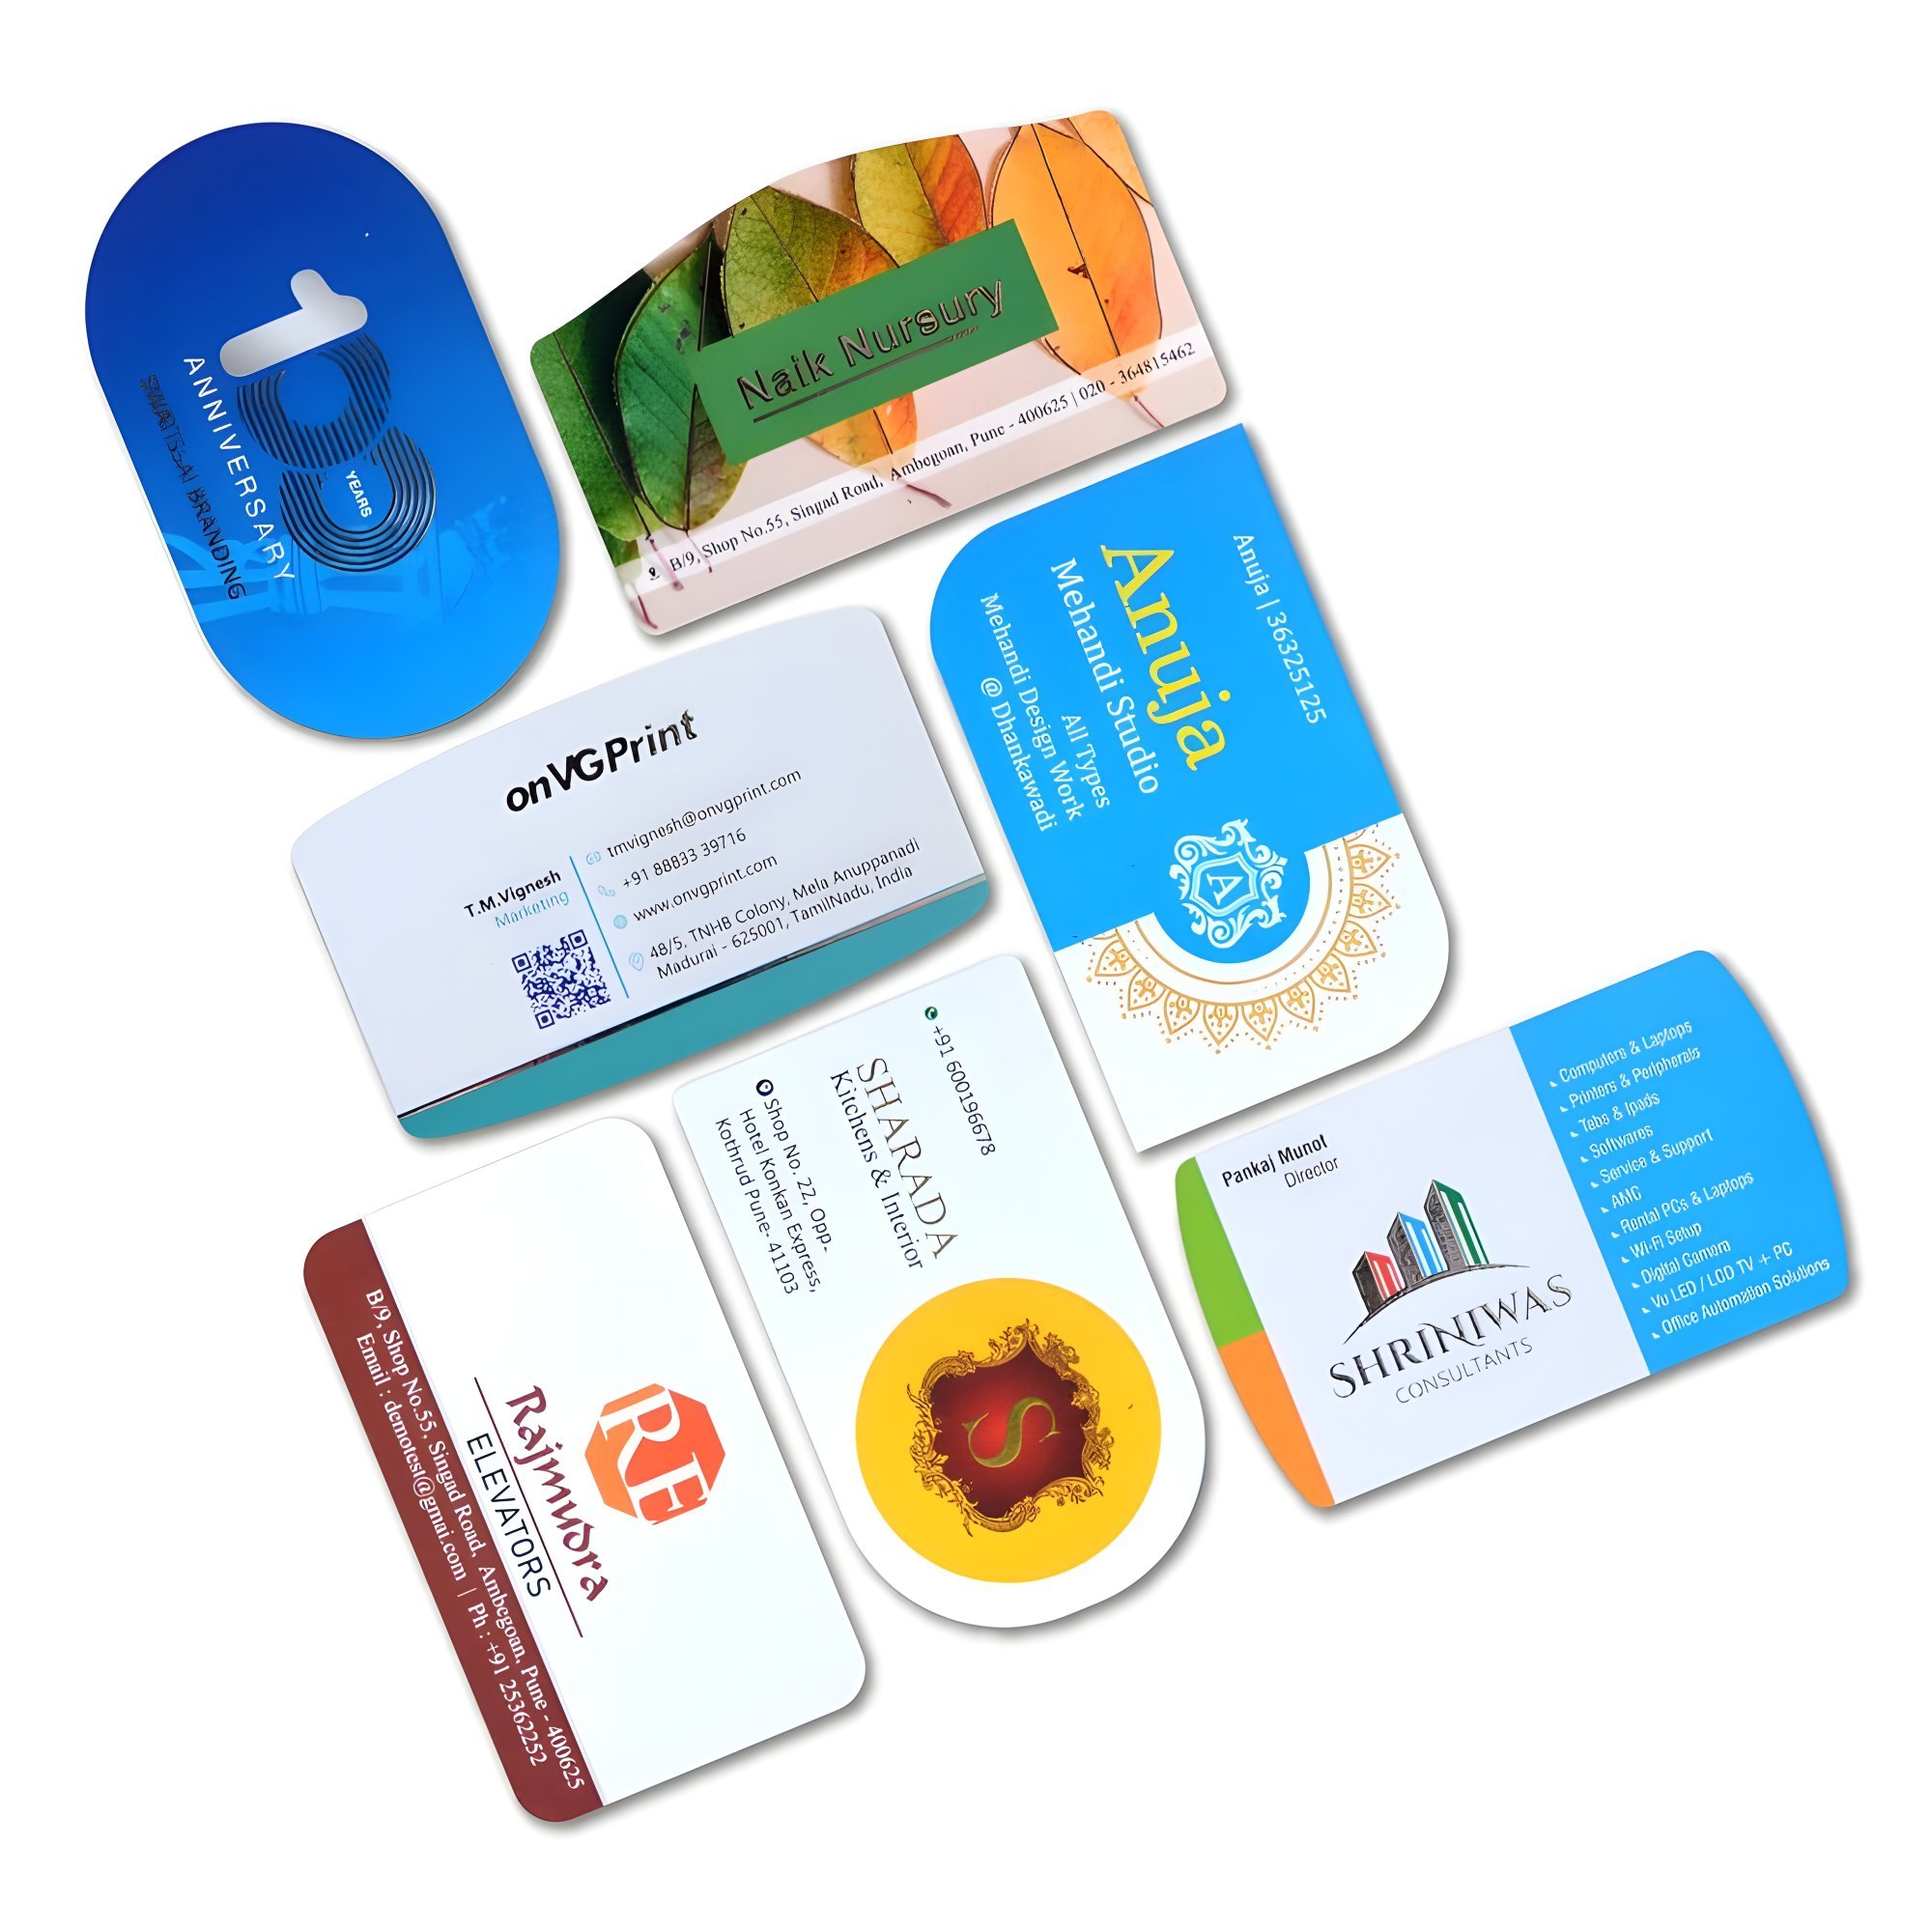 YEARS
ANNIVERSARY
BRANDING
Naik Nursury
B/9, Shop No.55, Singad Road, Ambegoan, Pune - 400625 | 020 - 364815462
Anuja | 36325125
Anuja
Mehandi Studio
All Types
Mehandi Design Work
@ Dhankawadi
A
onVGPrint
T.M.Vignesh
Marketing
tmvignesh@onvgprint.com
+91 88833 39716
www.onvgprint.com
48/5, TNHB Colony, Mela Anuppanadi
Madurai - 625001, TamilNadu, India
+91 600196678
SHARADA
Kitchens & Interior
Shop No. 22, Opp-
Hotel Konkan Express,
Kothrud Pune- 41103
S
Pankaj Munot
Director
SHRINIWAS
CONSULTANTS
Computers & Laptops
Printers & Peripherals
Tabs & Ipads
Softwares
Service & Support
AMC
Rental PCs & Laptops
Wi-Fi Setup
Digital Camera
Vu LED / LCD TV + PC
Office Automation Solutions
RE
Rajmudra
ELEVATORS
B/9, Shop No.55, Singad Road, Ambegoan, Pune - 400625
Email : demotest@gmai.com | Ph : +91 25362252